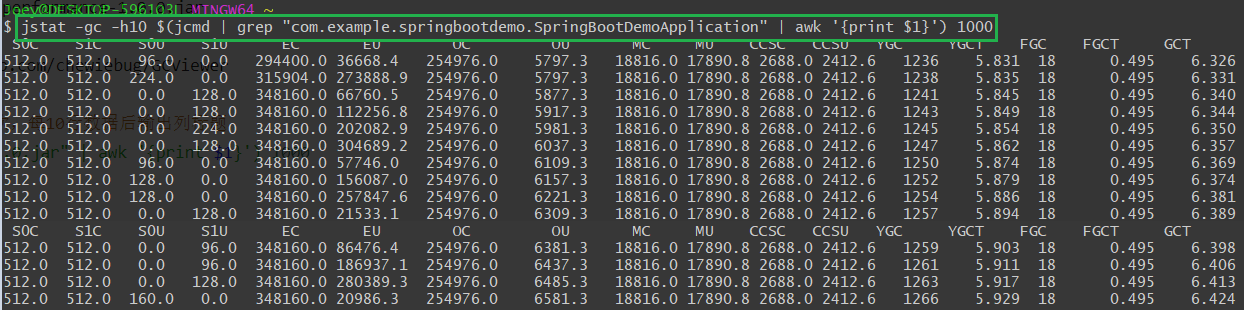 joey@DESKTOP-596103L MINGW64 ~
$ jstat -gc -h10 $(jcmd | grep "com.example.springbootdemo.SpringBootDemoApplication" | awk '{print $1}') 1000
S0C S1C S0U S1U EC EU OC OU MC MU CCSC CCSU YGC YGCT FGC FGCT GCT
512.0 512.0 96.0 0.0 294400.0 36668.4 254976.0 5797.3 18816.0 17890.8 2688.0 2412.6 1236 5.831 18 0.495 6.326
512.0 512.0 224.0 0.0 315904.0 273888.9 254976.0 5797.3 18816.0 17890.8 2688.0 2412.6 1238 5.835 18 0.495 6.331
512.0 512.0 0.0 128.0 348160.0 66760.5 254976.0 5877.3 18816.0 17890.8 2688.0 2412.6 1241 5.845 18 0.495 6.340
512.0 512.0 0.0 128.0 348160.0 112256.8 254976.0 5917.3 18816.0 17890.8 2688.0 2412.6 1243 5.849 18 0.495 6.344
512.0 512.0 0.0 224.0 348160.0 202082.9 254976.0 5981.3 18816.0 17890.8 2688.0 2412.6 1245 5.854 18 0.495 6.350
512.0 512.0 0.0 128.0 348160.0 304689.2 254976.0 6037.3 18816.0 17890.8 2688.0 2412.6 1247 5.862 18 0.495 6.357
512.0 512.0 96.0 0.0 348160.0 57746.0 254976.0 6109.3 18816.0 17890.8 2688.0 2412.6 1250 5.874 18 0.495 6.369
512.0 512.0 128.0 0.0 348160.0 156087.0 254976.0 6157.3 18816.0 17890.8 2688.0 2412.6 1252 5.879 18 0.495 6.374
512.0 512.0 128.0 0.0 348160.0 257847.6 254976.0 6221.3 18816.0 17890.8 2688.0 2412.6 1254 5.886 18 0.495 6.381
512.0 512.0 0.0 128.0 348160.0 21533.1 254976.0 6309.3 18816.0 17890.8 2688.0 2412.6 1257 5.894 18 0.495 6.389
S0C S1C S0U S1U EC EU OC OU MC MU CCSC CCSU YGC YGCT FGC FGCT GCT
512.0 512.0 0.0 96.0 348160.0 86476.4 254976.0 6381.3 18816.0 17890.8 2688.0 2412.6 1259 5.903 18 0.495 6.398
512.0 512.0 0.0 96.0 348160.0 186937.1 254976.0 6437.3 18816.0 17890.8 2688.0 2412.6 1261 5.911 18 0.495 6.406
512.0 512.0 0.0 128.0 348160.0 280389.3 254976.0 6485.3 18816.0 17890.8 2688.0 2412.6 1263 5.917 18 0.495 6.413
512.0 512.0 160.0 0.0 348160.0 20986.3 254976.0 6581.3 18816.0 17890.8 2688.0 2412.6 1266 5.929 18 0.495 6.424